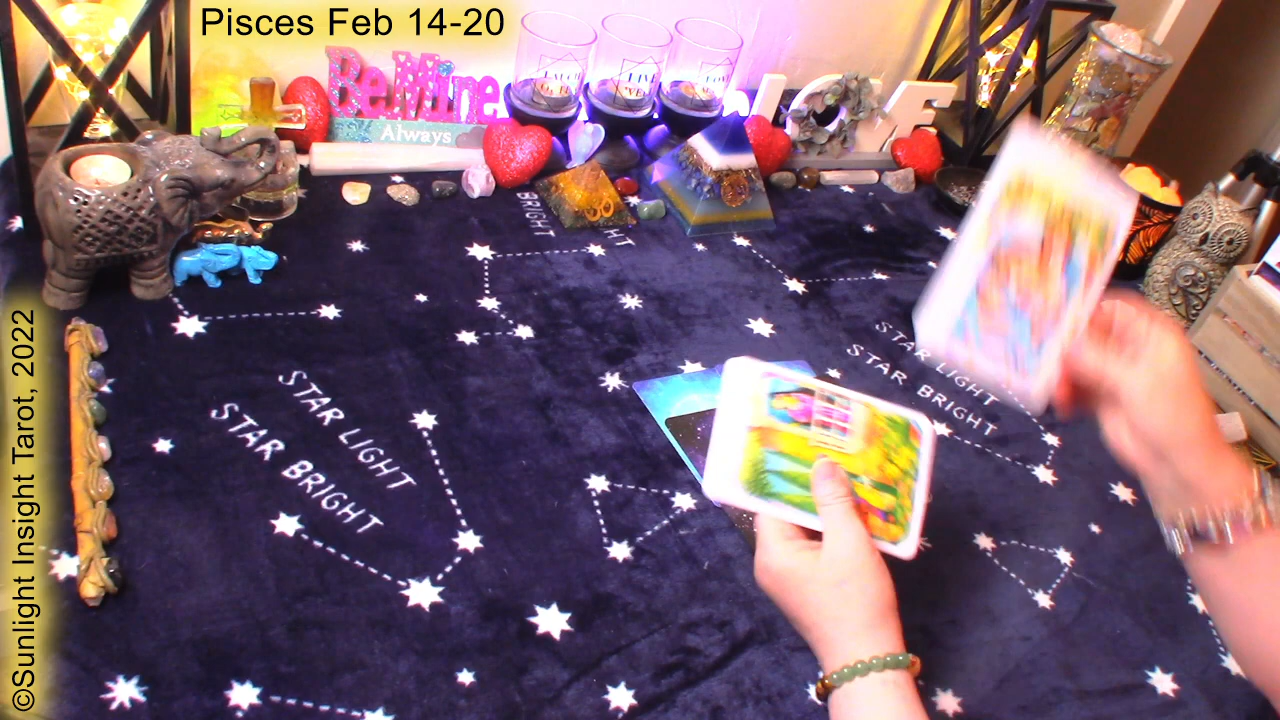 Pisces Feb 14-20
Be Mine
Always
LIVE
LOVE
BRIGHT
STAR LIGHT
STAR BRIGHT
STAR LIGHT
STAR BRIGHT
©Sunlight Insight Tarot, 2022